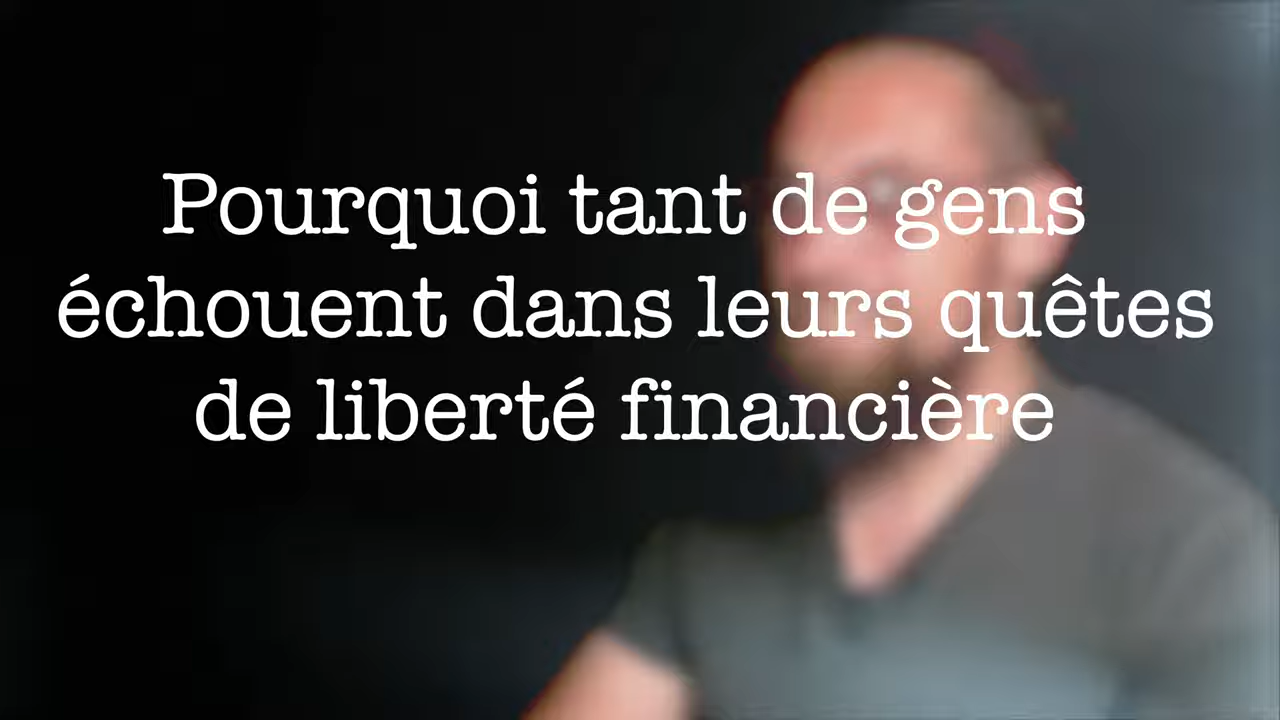 Pourquoi tant de gens
échouent dans leurs quêtes
de liberté financière